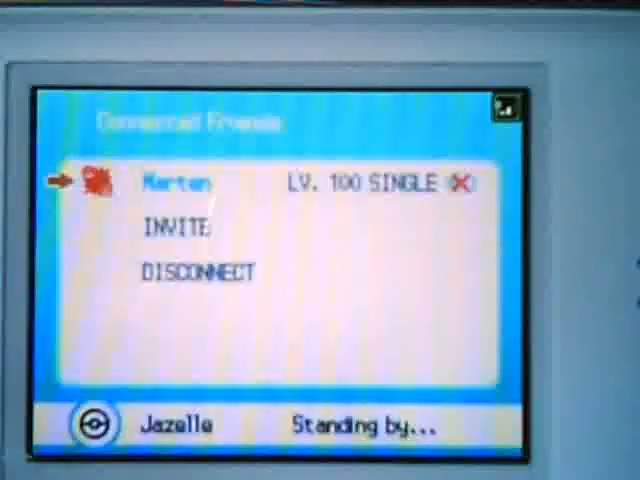 Connected Friends
Marten LV. 100 SINGLE
INVITE
DISCONNECT
Jazelle Standing by...